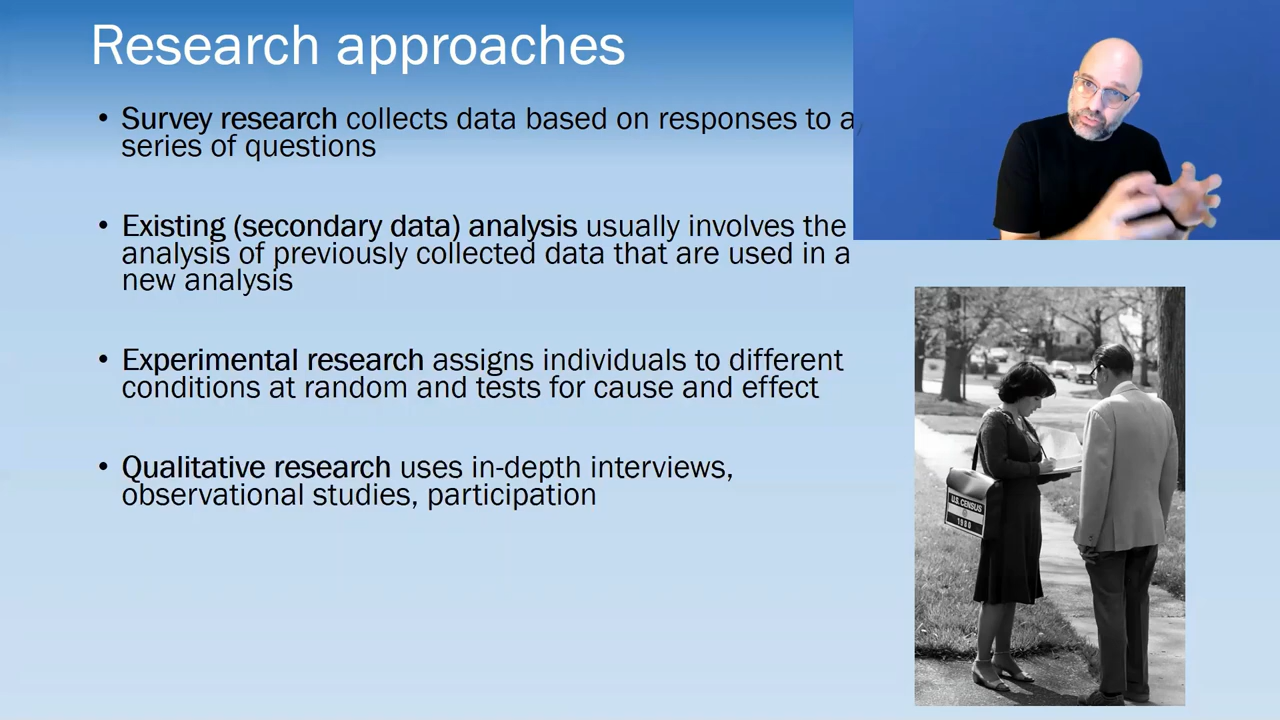 Research approaches
• Survey research collects data based on responses to a
series of questions
• Existing (secondary data) analysis usually involves the
analysis of previously collected data that are used in a
new analysis
• Experimental research assigns individuals to different
conditions at random and tests for cause and effect
• Qualitative research uses in-depth interviews,
observational studies, participation
U.S. CENSUS
1980